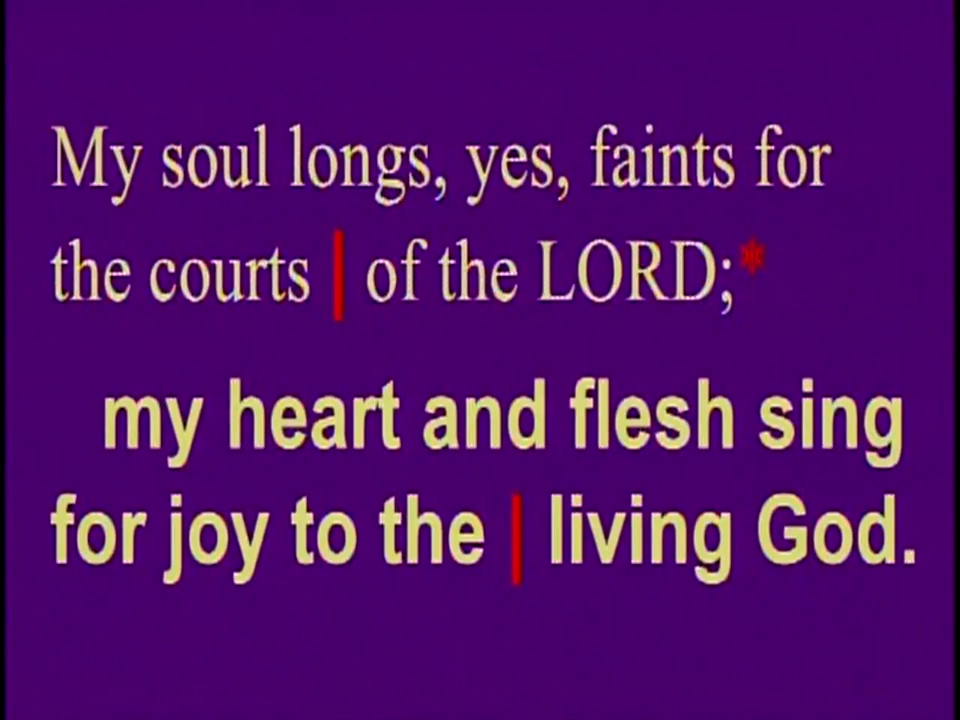 My soul longs, yes, faints for
the courts | of the LORD;*
my heart and flesh sing
for joy to the | living God.